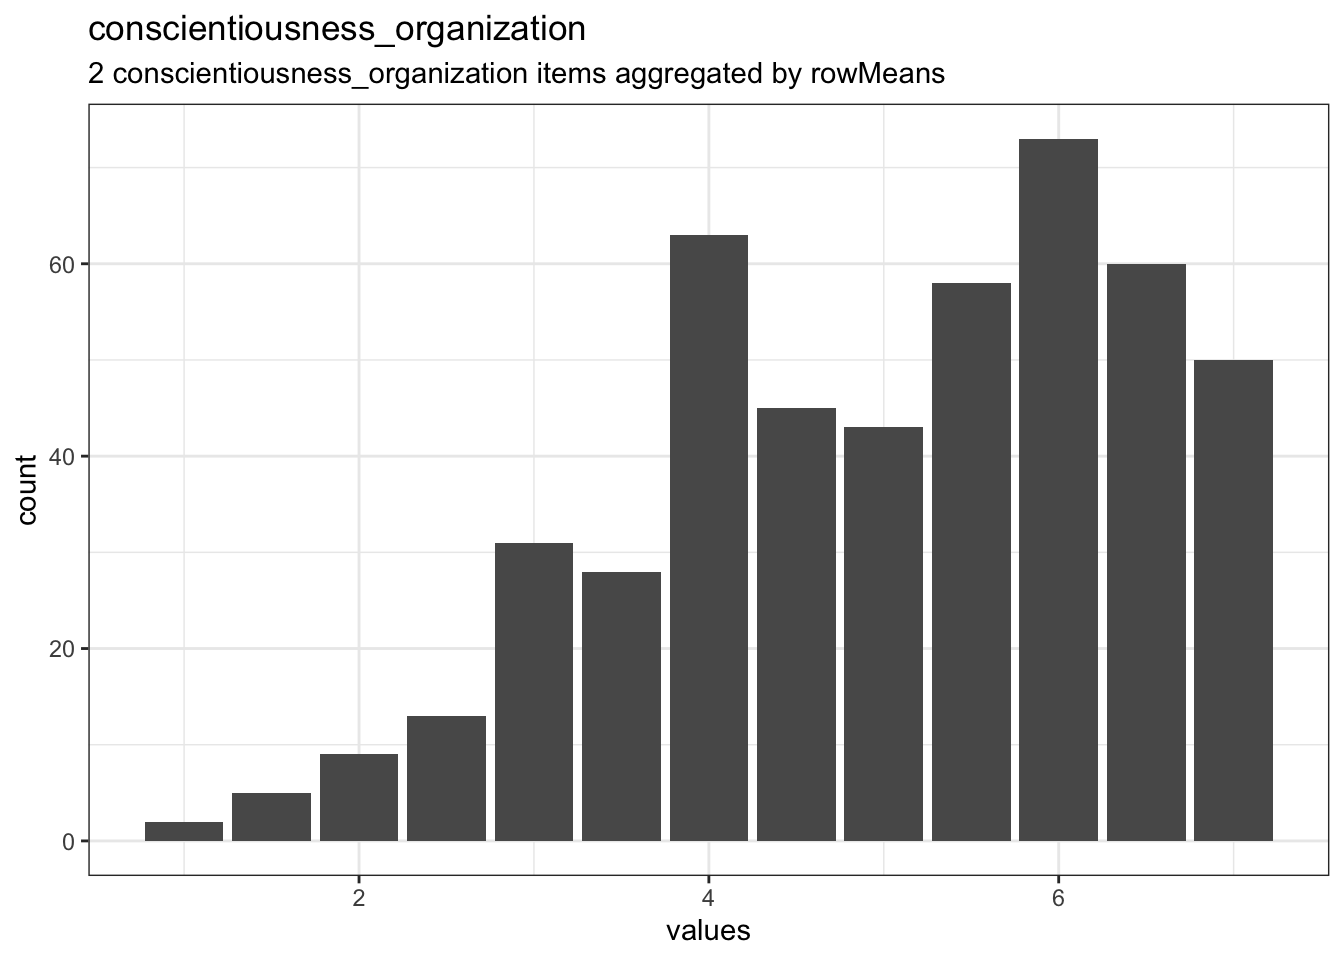 conscientiousness_organization
2 conscientiousness_organization items aggregated by rowMeans
count
60
40
20
0
2 4 6
values